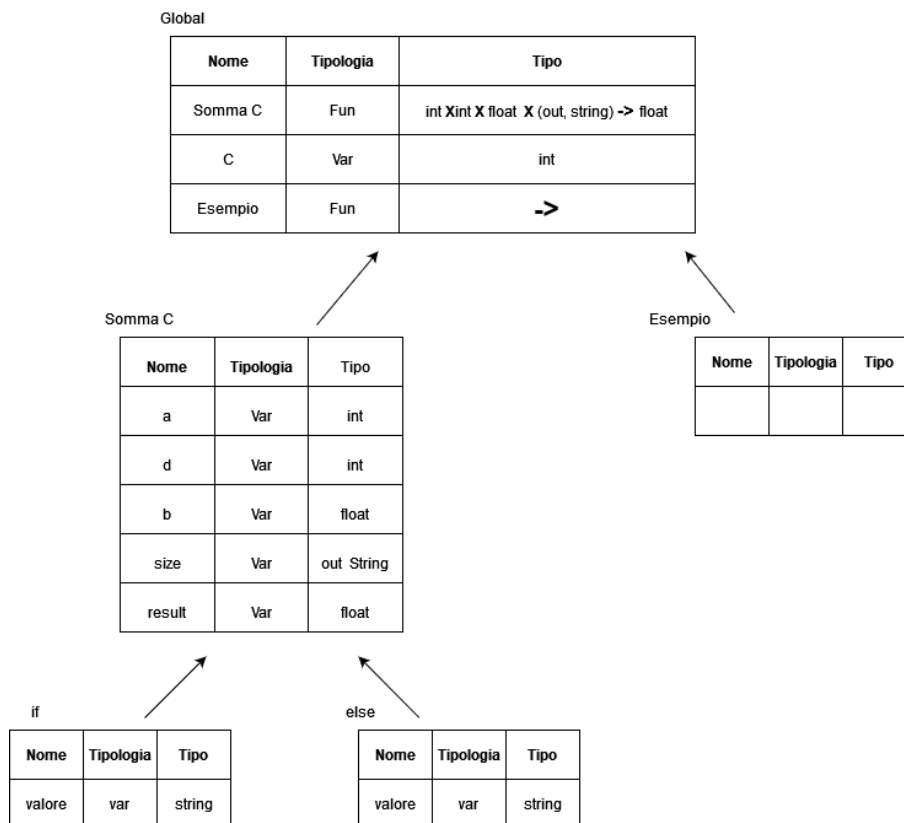 Global
Nome Tipologia Tipo
Somma C Fun int X int X float X (out, string) -> float
C Var int
Esempio Fun ->
Somma C
Nome Tipologia Tipo
a Var int
d Var int
b Var float
size Var out String
result Var float
Esempio
Nome Tipologia Tipo
if
Nome Tipologia Tipo
valore var string
else
Nome Tipologia Tipo
valore var string